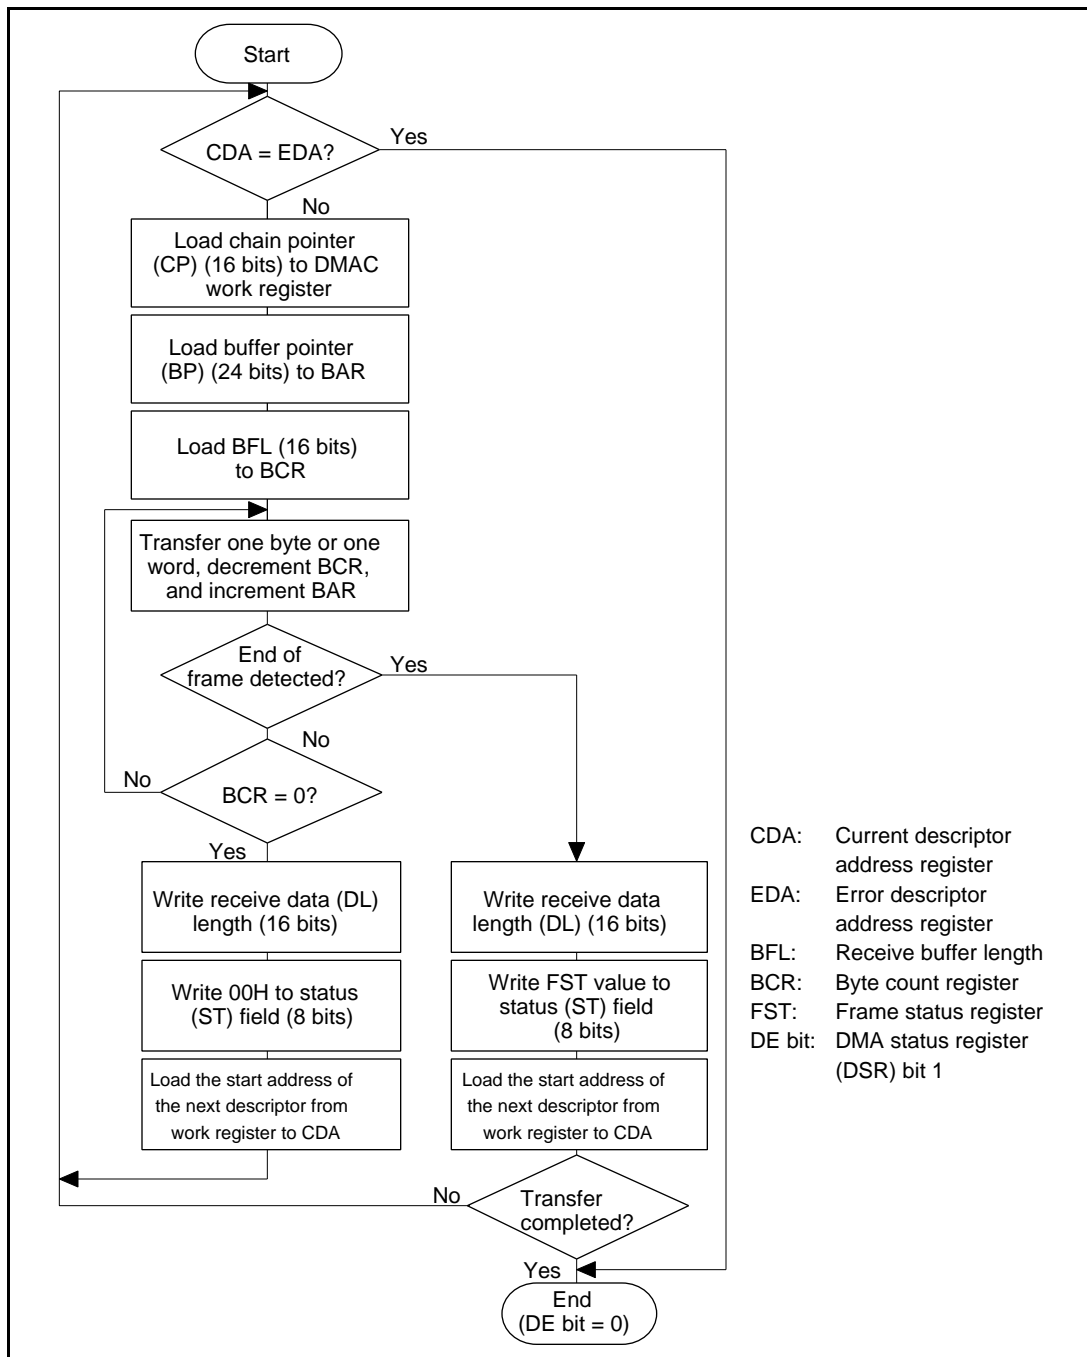 Start
CDA = EDA?
Yes
No
Load chain pointer
(CP) (16 bits) to DMAC
work register
Load buffer pointer
(BP) (24 bits) to BAR
Load BFL (16 bits)
to BCR
Transfer one byte or one
word, decrement BCR,
and increment BAR
End of
frame detected?
Yes
No
BCR = 0?
No
Yes
Write receive data (DL)
length (16 bits)
Write 00H to status
(ST) field (8 bits)
Load the start address of
the next descriptor from
work register to CDA
Write receive data
length (DL) (16 bits)
Write FST value to
status (ST) field
(8 bits)
Load the start address of
the next descriptor from
work register to CDA
Transfer
completed?
No
Yes
End
(DE bit = 0)
CDA: Current descriptor
address register
EDA: Error descriptor
address register
BFL: Receive buffer length
BCR: Byte count register
FST: Frame status register
DE bit: DMA status register
(DSR) bit 1